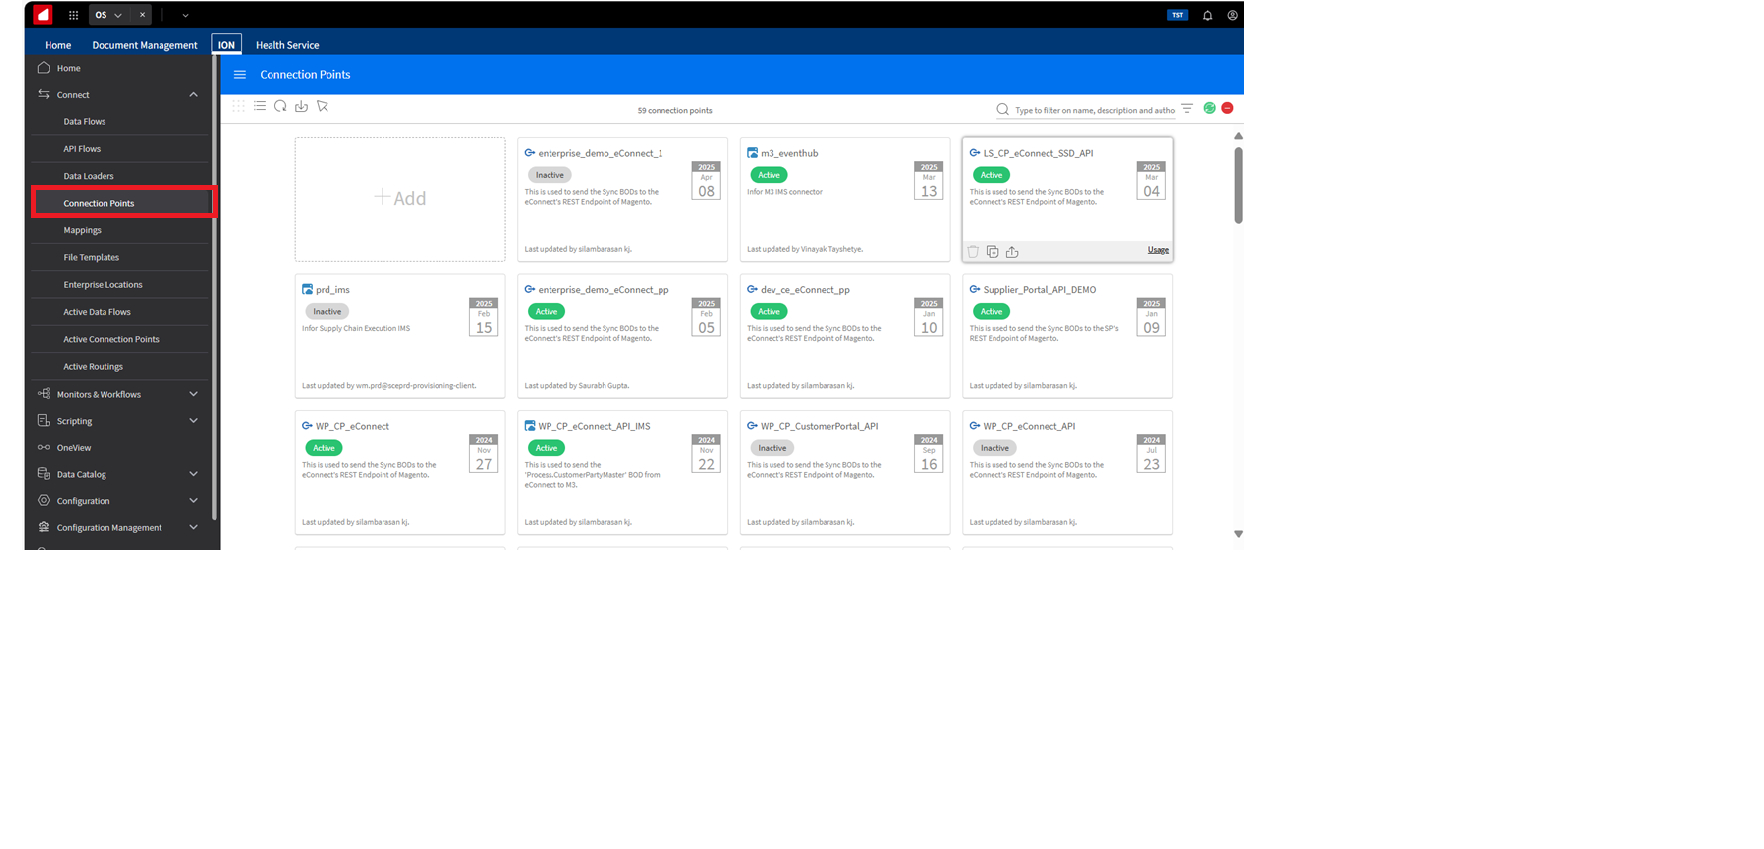 OS
TST
Home Document Management ION Health Service
Home
Connect
Data Flows
API Flows
Data Loaders
Connection Points
Mappings
File Templates
Enterprise Locations
Active Data Flows
Active Connection Points
Active Routings
Monitors & Workflows
Scripting
OneView
Data Catalog
Configuration
Configuration Management
Connection Points
59 connection points
Type to filter on name, description and autho
Add
enterprise_demo_eConnect_1
Inactive
2025
Apr
08
This is used to send the Sync BODs to the
eConnect's REST Endpoint of Magento.
Last updated by silambarasan kj.
m3_eventhub
Active
2025
Mar
13
Infor M3 IMS connector
Last updated by Vinayak Tayshetye.
LS_CP_eConnect_SSD_API
Active
2025
Mar
04
This is used to send the Sync BODs to the
eConnect's REST Endpoint of Magento.
Usage
prd_ims
Inactive
2025
Feb
15
Infor Supply Chain Execution IMS
Last updated by wm.prd@sceprd-provisioning-client.
enterprise_demo_eConnect_pp
Active
2025
Feb
05
This is used to send the Sync BODs to the
eConnect's REST Endpoint of Magento.
Last updated by Saurabh Gupta.
dev_ce_eConnect_pp
Active
2025
Jan
10
This is used to send the Sync BODs to the
eConnect's REST Endpoint of Magento.
Last updated by silambarasan kj.
Supplier_Portal_API_DEMO
Active
2025
Jan
09
This is used to send the Sync BODs to the SP's
REST Endpoint of Magento.
Last updated by silambarasan kj.
WP_CP_eConnect
Active
2024
Nov
27
This is used to send the Sync BODs to the
eConnect's REST Endpoint of Magento.
Last updated by silambarasan kj.
WP_CP_eConnect_API_IMS
Active
2024
Nov
22
This is used to send the
'Process.CustomerPartyMaster' BOD from
eConnect to M3.
Last updated by silambarasan kj.
WP_CP_CustomerPortal_API
Inactive
2024
Sep
16
This is used to send the Sync BODs to the
eConnect's REST Endpoint of Magento.
Last updated by silambarasan kj.
WP_CP_eConnect_API
Inactive
2024
Jul
23
This is used to send the Sync BODs to the
eConnect's REST Endpoint of Magento.
Last updated by silambarasan kj.